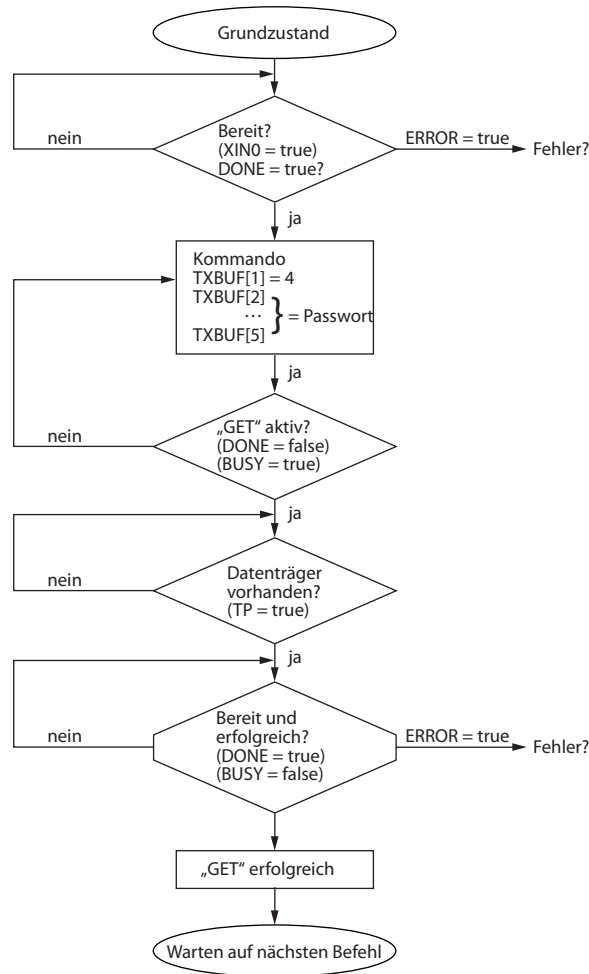 Grundzustand
nein
Bereit?
(XIN0 = true)
DONE = true?
ERROR = true
Fehler?
ja
Kommando
TXBUF[1] = 4
TXBUF[2]
...
TXBUF[5]
} = Passwort
ja
nein
„GET“ aktiv?
(DONE = false)
(BUSY = true)
ja
nein
Datenträger
vorhanden?
(TP = true)
ja
nein
Bereit und
erfolgreich?
(DONE = true)
(BUSY = false)
ERROR = true
Fehler?
„GET“ erfolgreich
Warten auf nächsten Befehl